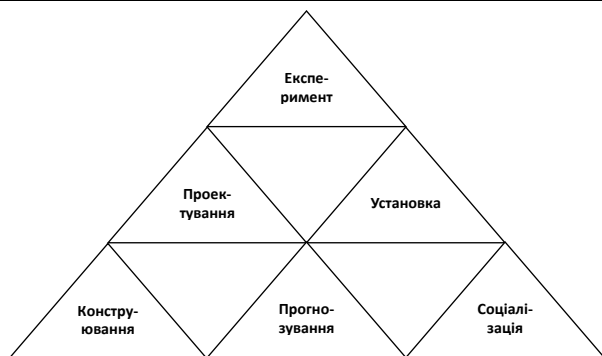 Експе-
римент
Проек-
тування
Установка
Констру-
ювання
Прогно-
зування
Соціалі-
зація